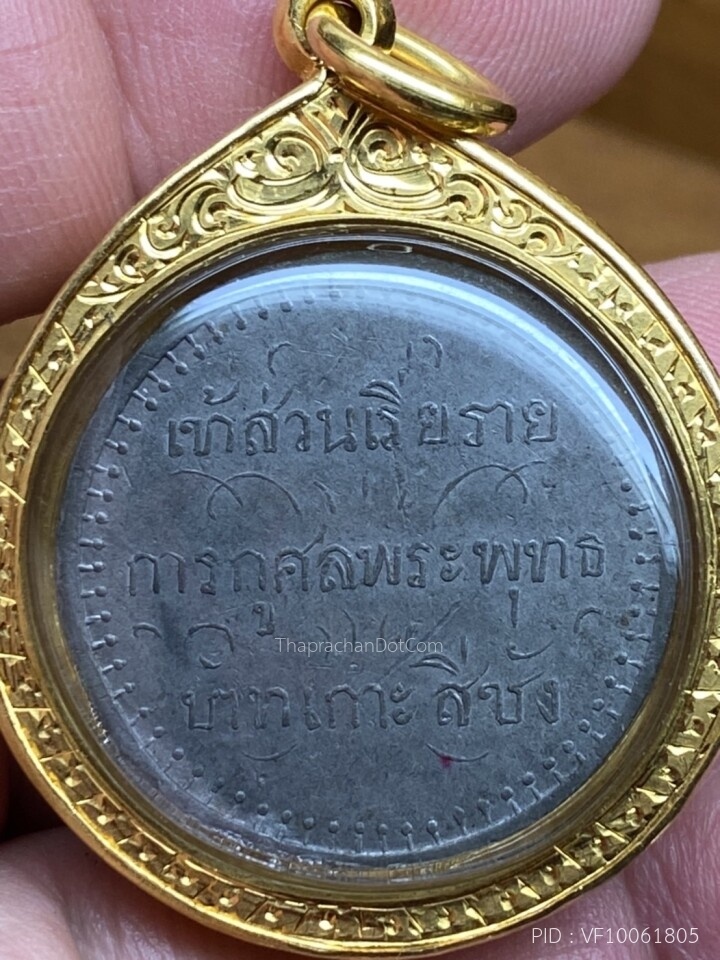 เข้าส่วนเรี่ยราย
การกูศลพระพุทธ
ThaprachanDotCom
บาทเกาะสีชัง
PID : VF10061805